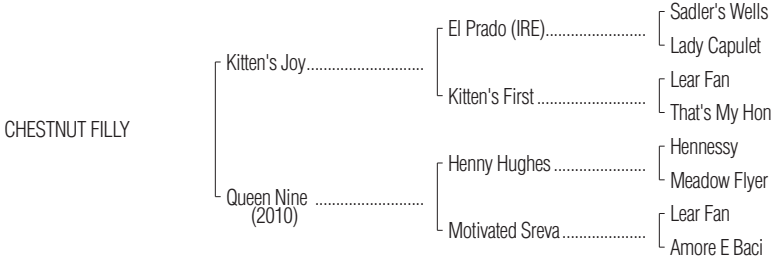 Sadler's Wells
El Prado (IRE)........................
Lady Capulet
Kitten's Joy............................
Lear Fan
Kitten's First..........................
That's My Hon
CHESTNUT FILLY
Hennessy
Henny Hughes......................
Meadow Flyer
Queen Nine..........................
(2010)
Lear Fan
Motivated Sreva....................
Amore E Baci